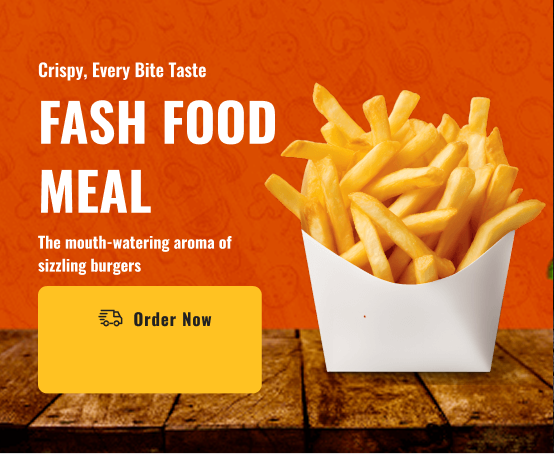 Crispy, Every Bite Taste
FASH FOOD
MEAL
The mouth-watering aroma of
sizzling burgers
Order Now